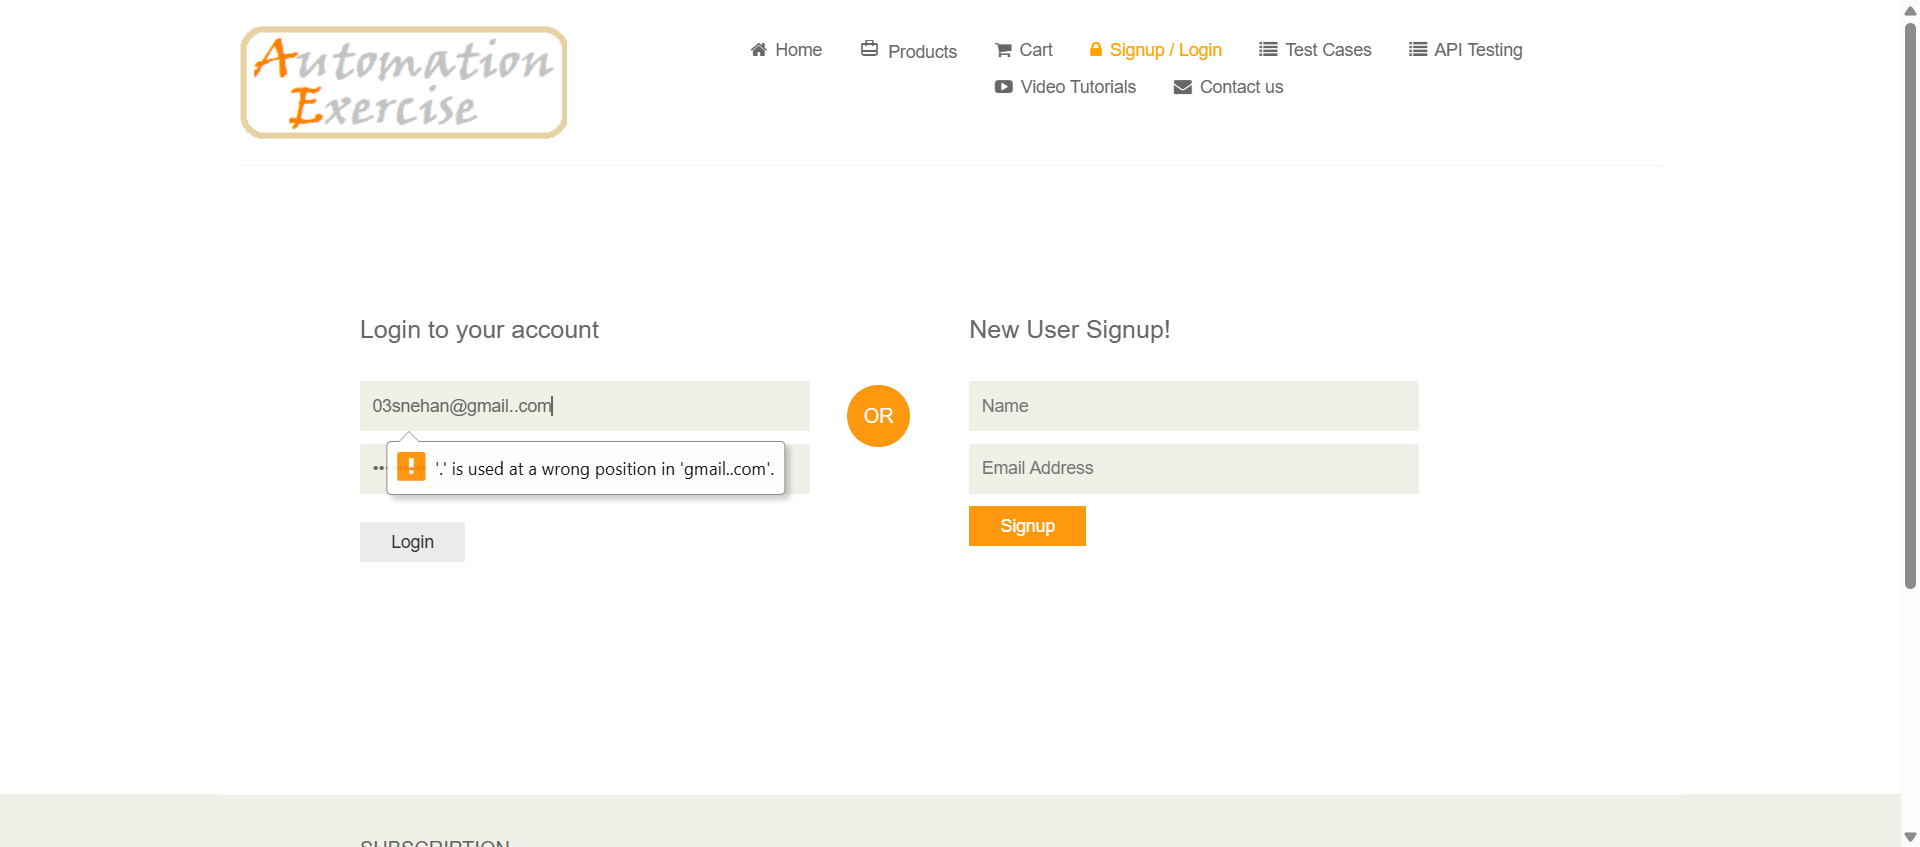 Automation
Exercise
Home
Products
Cart
Signup / Login
Test Cases
API Testing
Video Tutorials
Contact us
Login to your account
03snehan@gmail..com
'.' is used at a wrong position in 'gmail..com'.
Login
OR
New User Signup!
Name
Email Address
Signup
SUBSCRIPTION